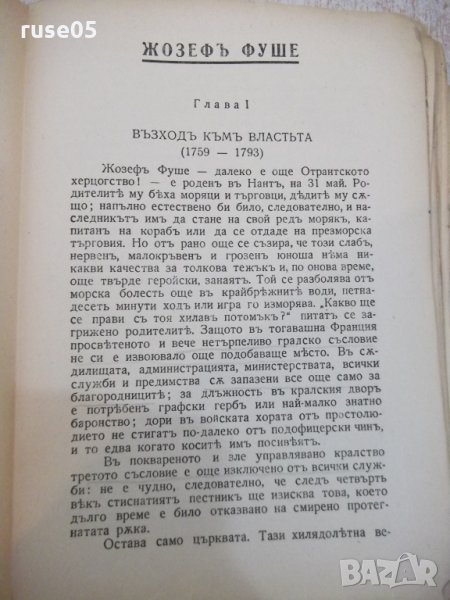 ruse05
ЖОЗЕФЪ ФУШЕ
Глава I
ВЪЗХОДЪ КЪМЪ ВЛАСТЬТА
(1759 — 1793)
Жозефъ Фуше — далеко е още Отрантското
херцогство! — е роденъ въ Нантъ, на 31 май. Ро-
дителитѣ му бѣха моряци и търговци, дѣдитѣ му сѫ-
що; напълно естествено би било, следователно, и на-
следникътъ имъ да стане на свой редъ морякъ, ка-
питанъ на корабъ или да се отдаде на презморска
търговия. Но отъ рано още се съзира, че този слабъ,
нервенъ, малокръвенъ и грозенъ юноша нѣма ни-
какви качества за толкова тежъкъ и, по онова време,
още твърде геройски, занаятъ. Той се разболява отъ
морска болесть още въ крайбрѣжнитѣ води, петна-
десеть минути ходъ или игра го изморява. „Какво ще
се прави съ тоя хилавъ потомъкъ?“ питатъ се за-
грижено родителитѣ. Защото въ тогавашна Франция
просвѣтеното и вече нетърпеливо градско съсловие
не си е извоювало още подобаваще мѣсто. Въ сѫ-
дилищата, администрацията, министерствата, всички
служби и предимства сѫ запазени все още само за
благородницитѣ; за длъжность въ кралския дворъ
е потрѣбенъ графски гербъ или най-малко знатно
баронство; дори въ войската хората отъ простолю-
дието не стигатъ по-далеко отъ подофицерски чинъ,
и то едва когато коситѣ имъ посивѣятъ.
Въ поквареното и зле управлявано кралство
третото съсловие е още изключено отъ всички служ-
би: не е чудно, следователно, че следъ четвърть
вѣкъ стиснатиятъ пестникъ ще изисква това, което
дълго време е било отказвано на смирено протег-
натата рѫка.
Остава само църквата. Тази хилядолѣтна ве-
BAZAR
.bg